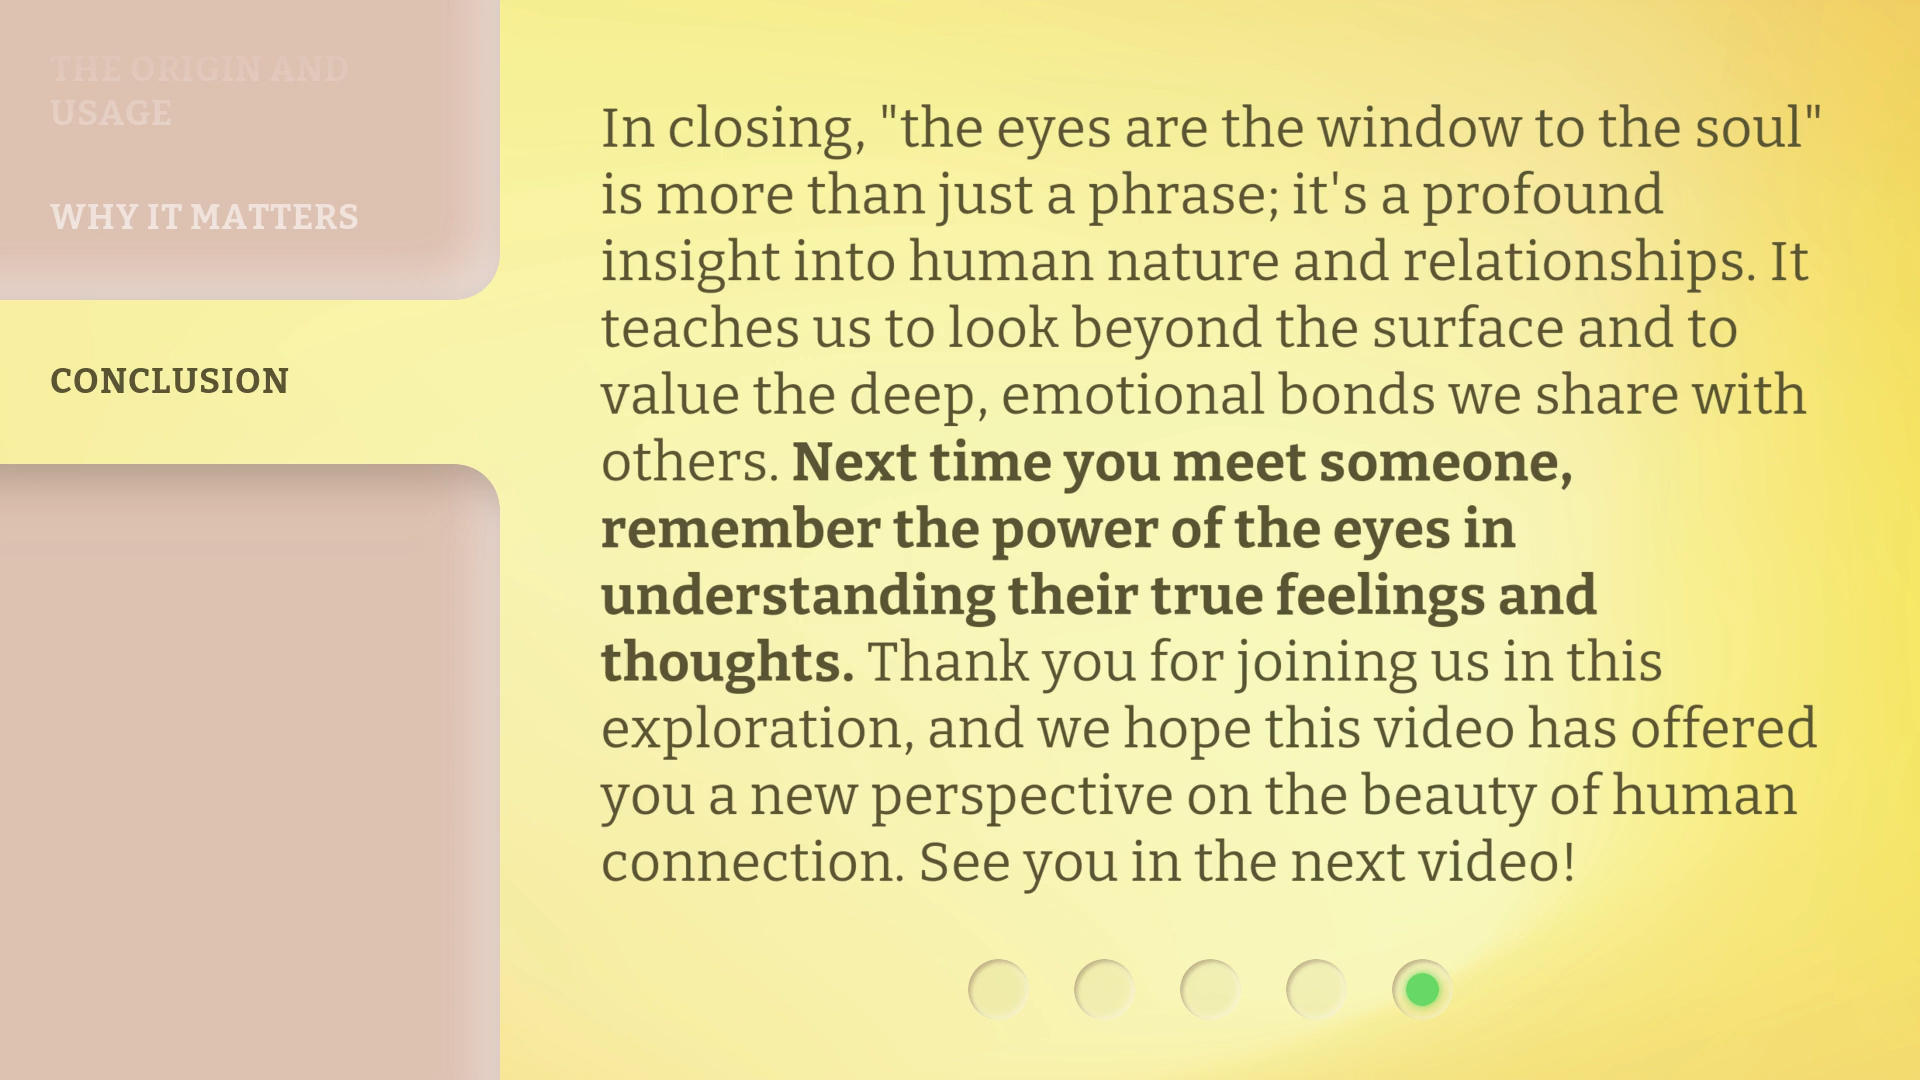 THE ORIGIN AND
USAGE
WHY IT MATTERS
CONCLUSION
In closing, "the eyes are the window to the soul"
is more than just a phrase; it's a profound
insight into human nature and relationships. It
teaches us to look beyond the surface and to
value the deep, emotional bonds we share with
others. Next time you meet someone,
remember the power of the eyes in
understanding their true feelings and
thoughts. Thank you for joining us in this
exploration, and we hope this video has offered
you a new perspective on the beauty of human
connection. See you in the next video!